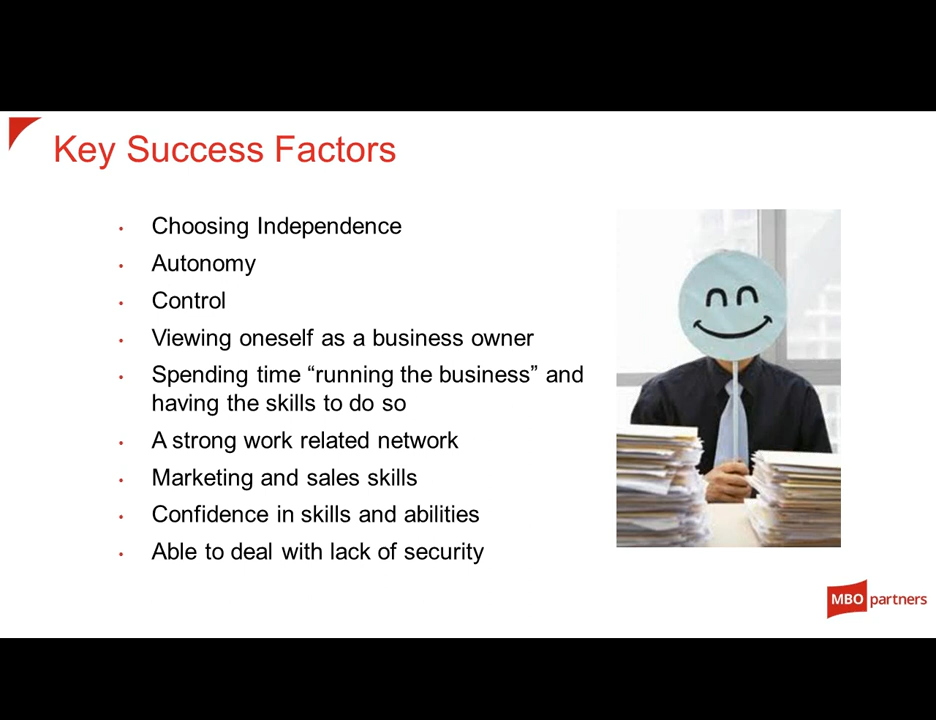 Key Success Factors
• Choosing Independence
• Autonomy
• Control
• Viewing oneself as a business owner
• Spending time “running the business” and
having the skills to do so
• A strong work related network
• Marketing and sales skills
• Confidence in skills and abilities
• Able to deal with lack of security
MBO partners